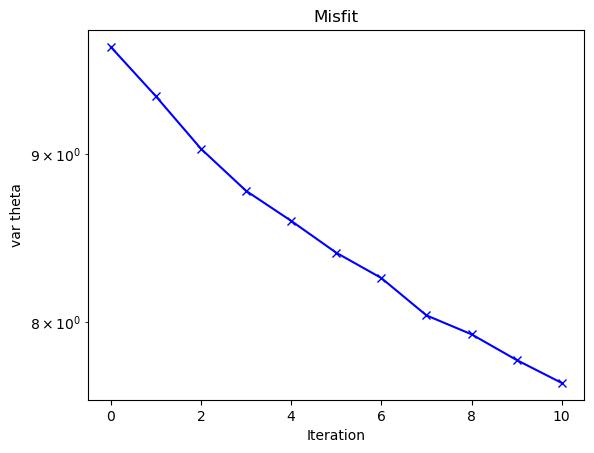 Misfit
9 × 10⁰
8 × 10⁰
var theta
0 2 4 6 8 10
Iteration